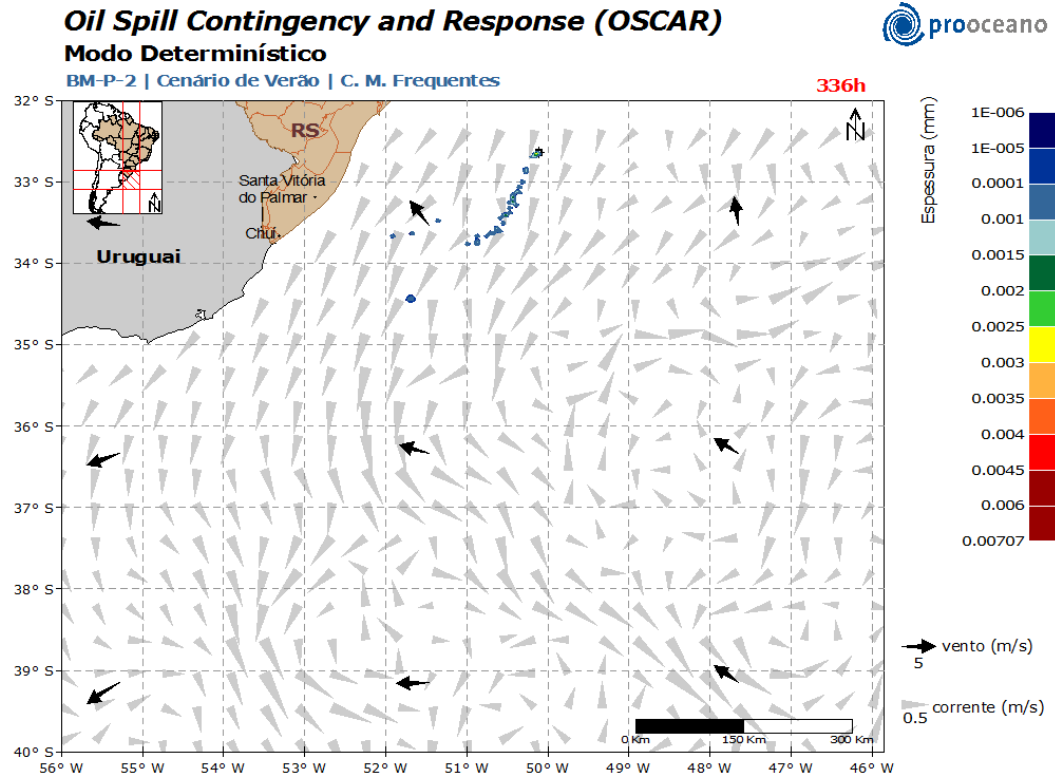 Oil Spill Contingency and Response (OSCAR)
prooceano
Modo Determinístico
BM-P-2 | Cenário de Verão | C. M. Frequentes
336h
32° S
33° S
34° S
35° S
36° S
37° S
38° S
39° S
40° S
N
RS
Santa Vitória
do Palmar
Chuí
Uruguai
N
Espessura (mm)
1E-006
1E-005
0.0001
0.001
0.0015
0.002
0.0025
0.003
0.0035
0.004
0.0045
0.006
0.00707
vento (m/s)
5
corrente (m/s)
0.5
0 Km
150 Km
300 Km
56° W
55° W
54° W
53° W
52° W
51° W
50° W
49° W
48° W
47° W
46° W